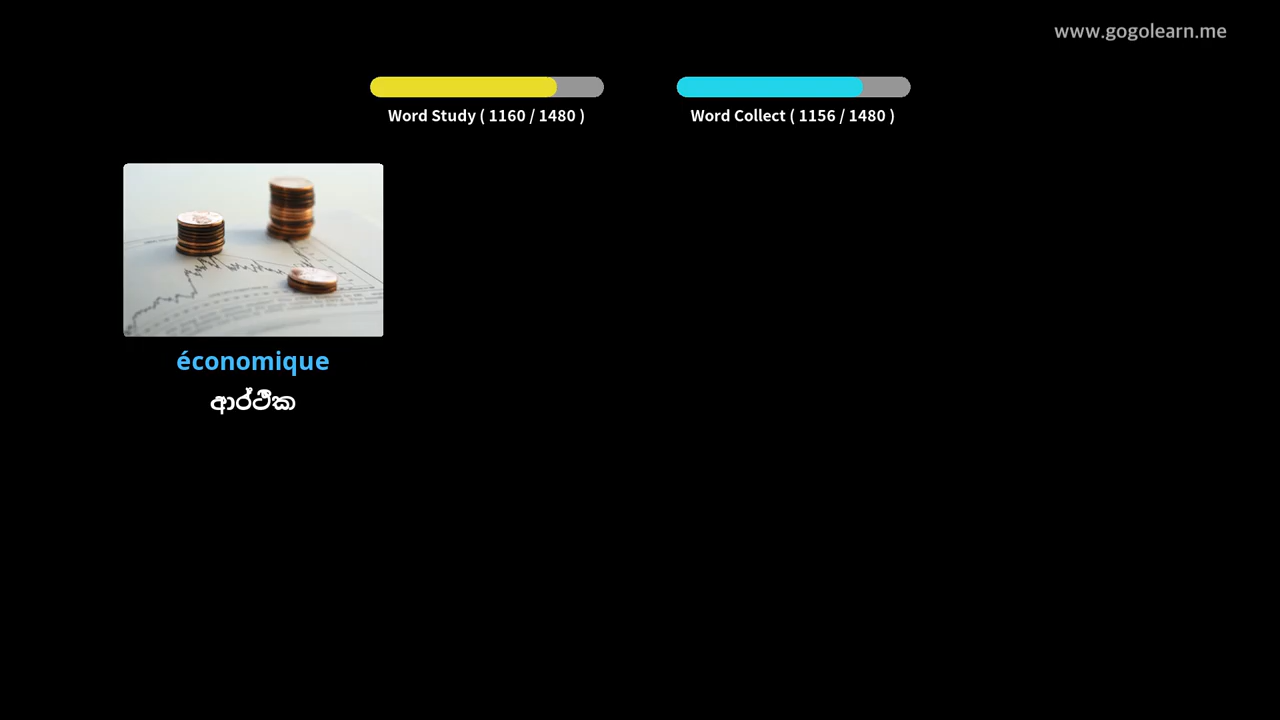 www.gogolearn.me
Word Study ( 1160 / 1480 )
Word Collect ( 1156 / 1480 )
économique
ආර්ථික